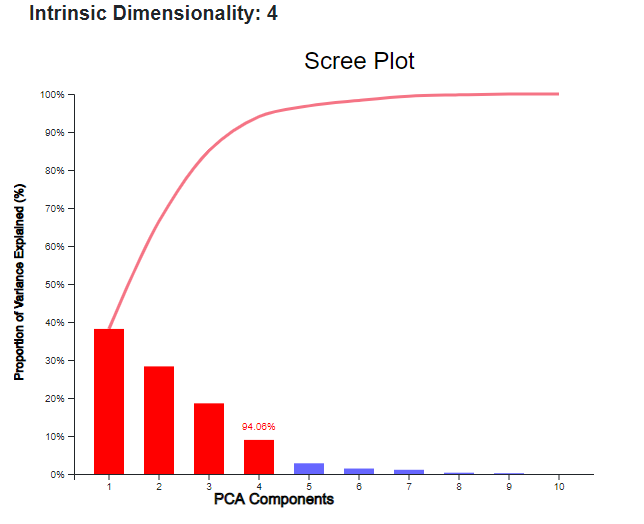 Intrinsic Dimensionality: 4
Scree Plot
Proportion of Variance Explained (%)
100%
90%
80%
70%
60%
50%
40%
30%
20%
10%
0%
94.06%
1 2 3 4 5 6 7 8 9 10
PCA Components